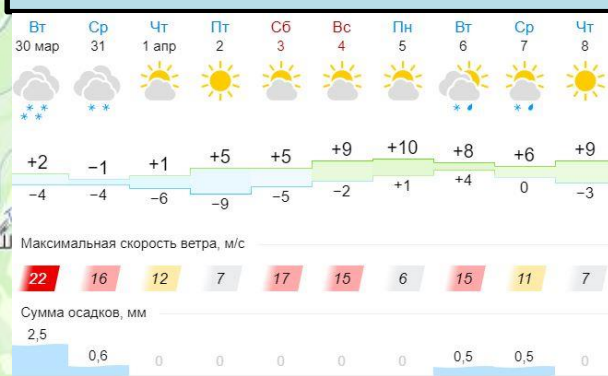 Вт Ср Чт Пт Сб Вс Пн Вт Ср Чт
30 мар 31 1 апр 2 3 4 5 6 7 8
+2 −1 +1 +5 +5 +9 +10 +8 +6 +9
−4 −4 −6 −9 −5 −2 +1 +4 0 −3
Максимальная скорость ветра, м/с
22 16 12 7 17 15 6 15 11 7
Сумма осадков, мм
2,5 0,6 0 0 0 0 0 0,5 0,5 0